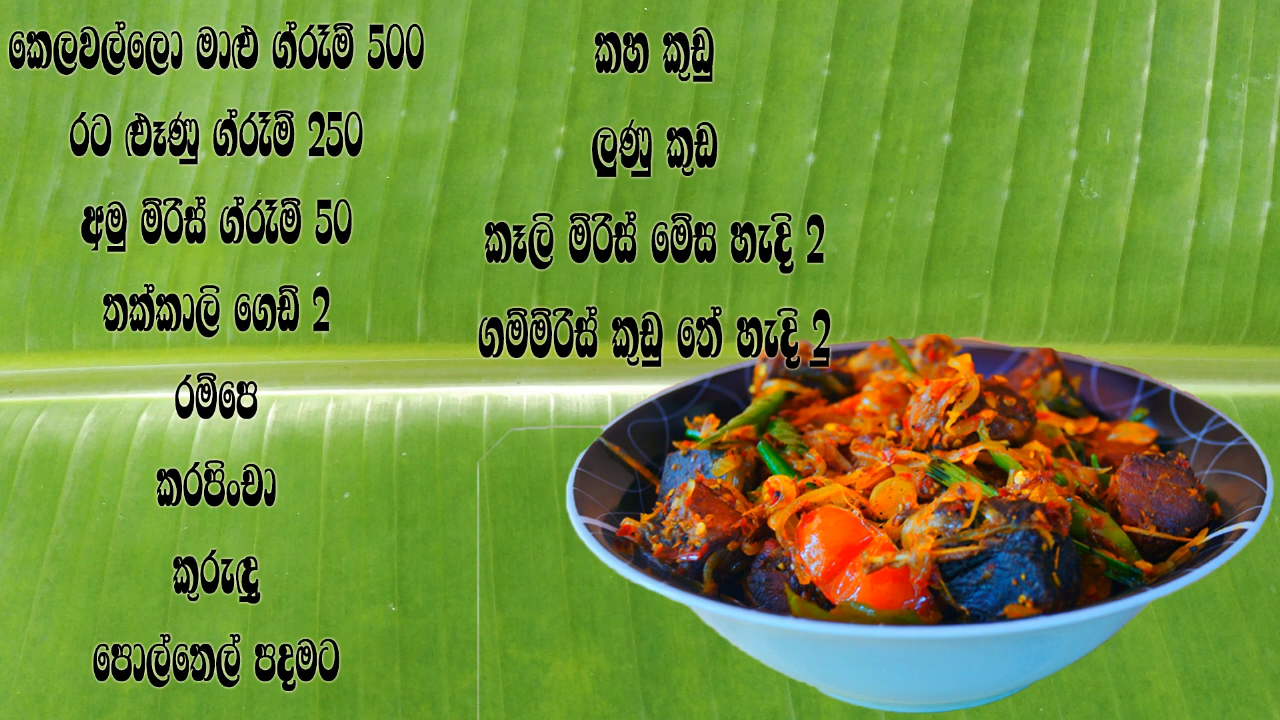 කෙලවල්ලො මාළු ග්රෑම් 500
රට ළූෑණු ග්රෑම් 250
අමු මිරිස් ග්රෑම් 50
තක්කාලි ගෙඩි 2
රම්පෙ
කරපිංචා
කුරුඳු
පොල්තෙල් පදමට
කහ කුඩු
ලුණු කුඩ
කෑලි මිරිස් මේස හැදි 2
ගම්මිරිස් කුඩු තේ හැදි 2